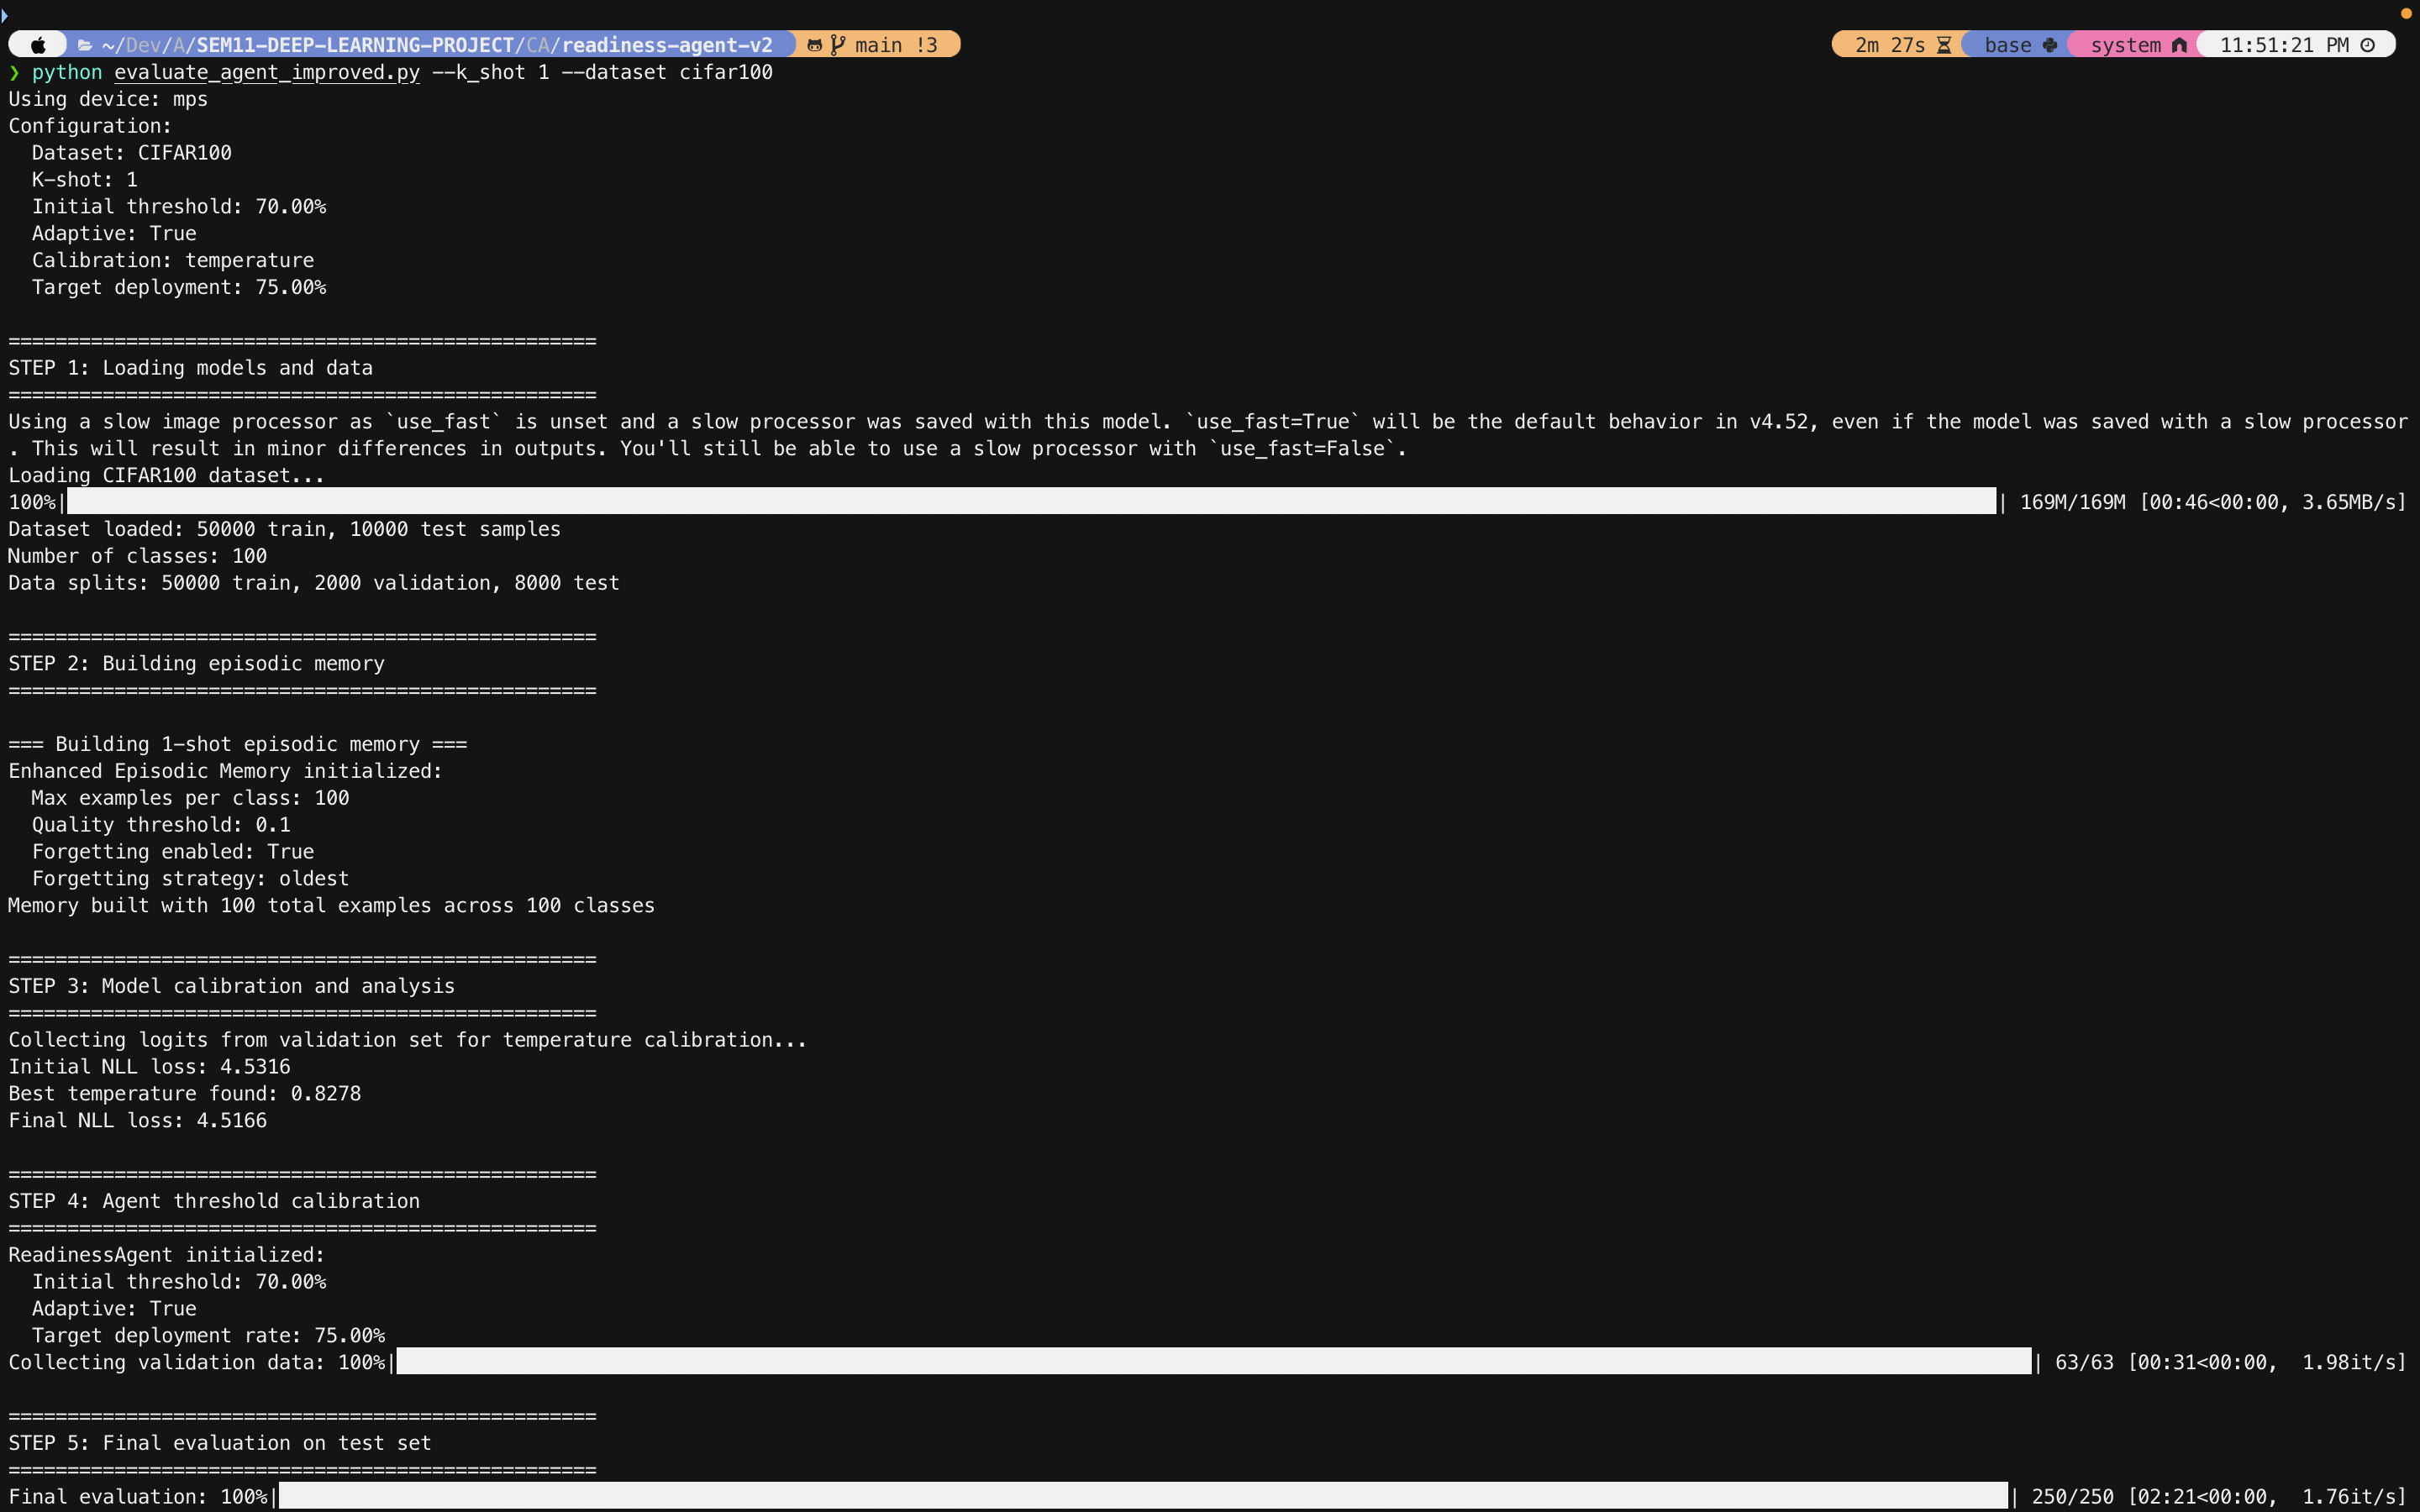 ~/Dev/A/SEM11-DEEP-LEARNING-PROJECT/CA/readiness-agent-v2 main !3 2m 27s base system 11:51:21 PM
❯ python evaluate_agent_improved.py --k_shot 1 --dataset cifar100
Using device: mps
Configuration:
  Dataset: CIFAR100
  K-shot: 1
  Initial threshold: 70.00%
  Adaptive: True
  Calibration: temperature
  Target deployment: 75.00%

==================================================
STEP 1: Loading models and data
==================================================
Using a slow image processor as `use_fast` is unset and a slow processor was saved with this model. `use_fast=True` will be the default behavior in v4.52, even if the model was saved with a slow processor
. This will result in minor differences in outputs. You'll still be able to use a slow processor with `use_fast=False`.
Loading CIFAR100 dataset...
100%| | 169M/169M [00:46<00:00, 3.65MB/s]
Dataset loaded: 50000 train, 10000 test samples
Number of classes: 100
Data splits: 50000 train, 2000 validation, 8000 test

==================================================
STEP 2: Building episodic memory
==================================================

=== Building 1-shot episodic memory ===
Enhanced Episodic Memory initialized:
  Max examples per class: 100
  Quality threshold: 0.1
  Forgetting enabled: True
  Forgetting strategy: oldest
Memory built with 100 total examples across 100 classes

==================================================
STEP 3: Model calibration and analysis
==================================================
Collecting logits from validation set for temperature calibration...
Initial NLL loss: 4.5316
Best temperature found: 0.8278
Final NLL loss: 4.5166

==================================================
STEP 4: Agent threshold calibration
==================================================
ReadinessAgent initialized:
  Initial threshold: 70.00%
  Adaptive: True
  Target deployment rate: 75.00%
Collecting validation data: 100%| | 63/63 [00:31<00:00,  1.98it/s]

==================================================
STEP 5: Final evaluation on test set
==================================================
Final evaluation: 100%| | 250/250 [02:21<00:00,  1.76it/s]